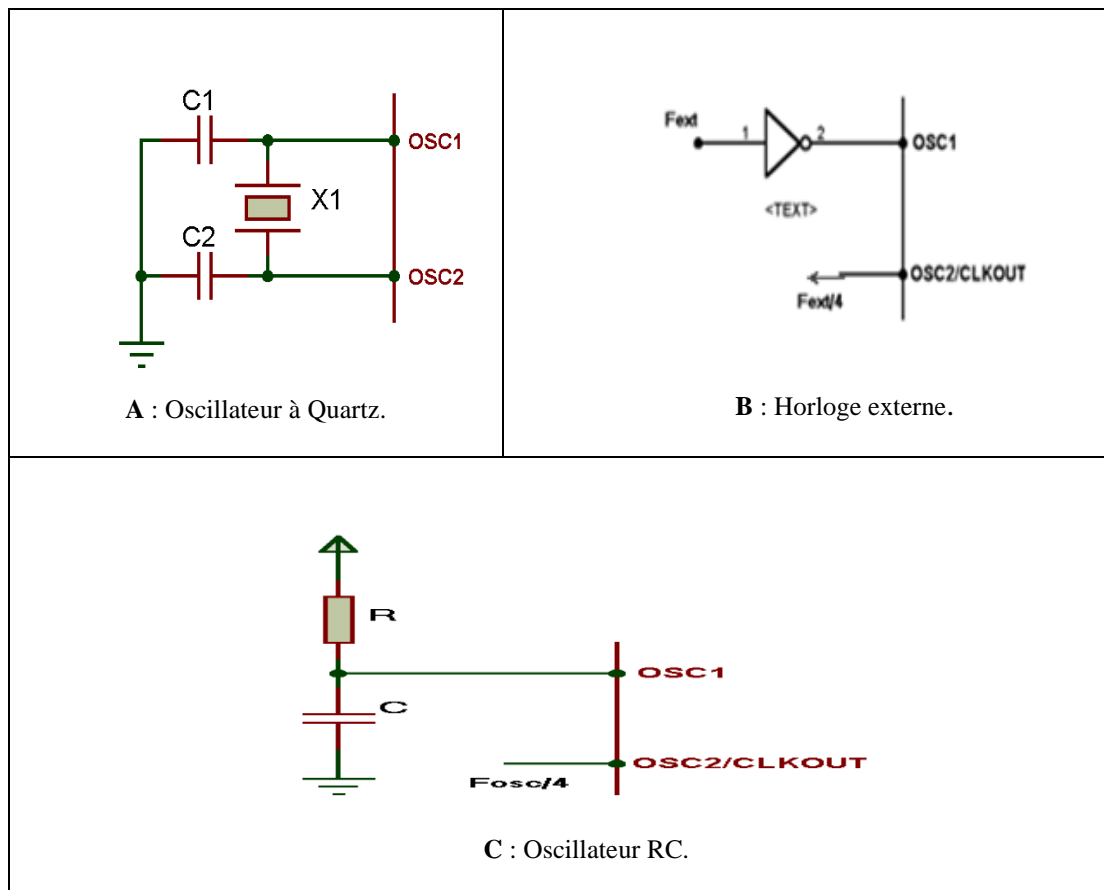 C1
OSC1
X1
C2
OSC2
A : Oscillateur à Quartz.
Fext
1
2
OSC1
<TEXT>
OSC2/CLKOUT
Fext/4
B : Horloge externe.
R
OSC1
C
OSC2/CLKOUT
Fosc/4
C : Oscillateur RC.